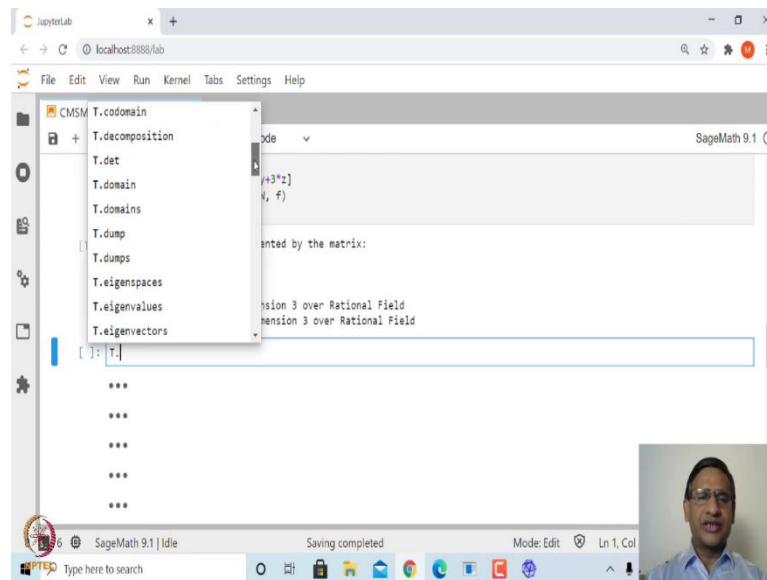 JupyterLab
localhost:8888/lab
M
File Edit View Run Kernel Tabs Settings Help
CMSM
T.codomain
T.decomposition
T.det
T.domain
T.domains
T.dump
T.dumps
T.eigenspaces
T.eigenvalues
T.eigenvectors
ode
SageMath 9.1
y+3*z]
, f)
ented by the matrix:
nsion 3 over Rational Field
mension 3 over Rational Field
[ ]: T.
6 SageMath 9.1 | Idle Saving completed Mode: Edit Ln 1, Col
PTEL Type here to search